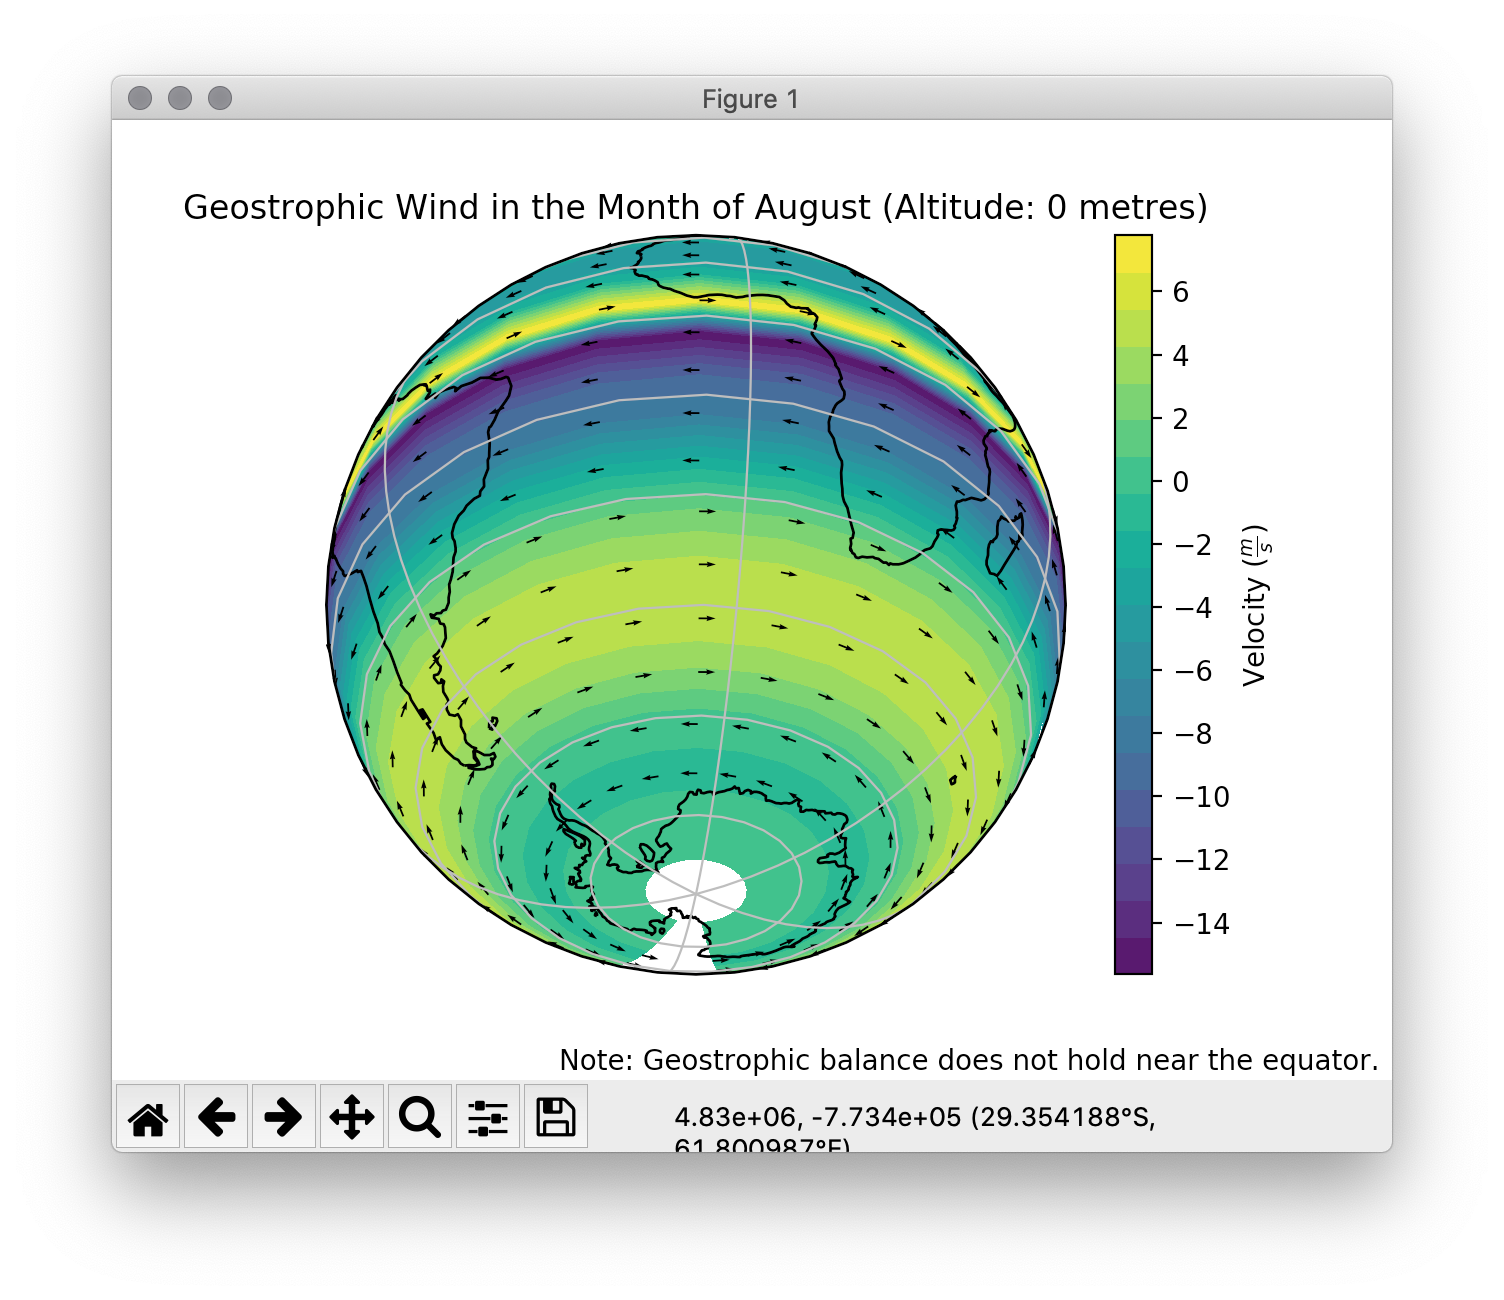 Figure 1
Geostrophic Wind in the Month of August (Altitude: 0 metres)
6
4
2
0
−2
−4
−6
−8
−10
−12
−14
Velocity (m/s)
Note: Geostrophic balance does not hold near the equator.
4.83e+06, -7.734e+05 (29.354188°S,
61.800987°E)